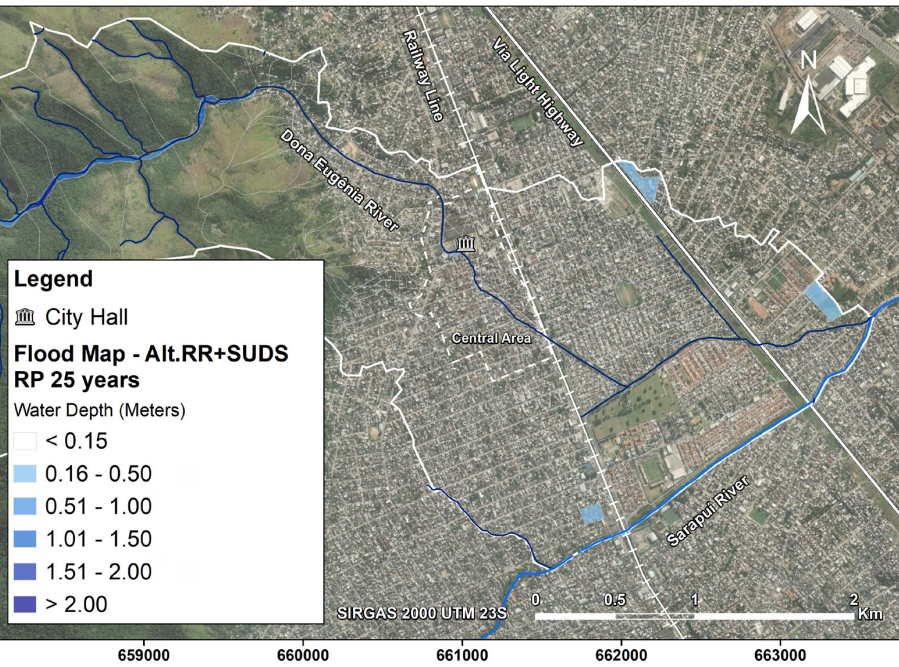 Railway Line
Via Light Highway
N
Dona Eugênia River
Central Area
Sarapui River
Legend
City Hall
Flood Map - Alt.RR+SUDS
RP 25 years
Water Depth (Meters)
< 0.15
0.16 - 0.50
0.51 - 1.00
1.01 - 1.50
1.51 - 2.00
> 2.00
SIRGAS 2000 UTM 23S
0 0.5 1 2
Km
659000 660000 661000 662000 663000